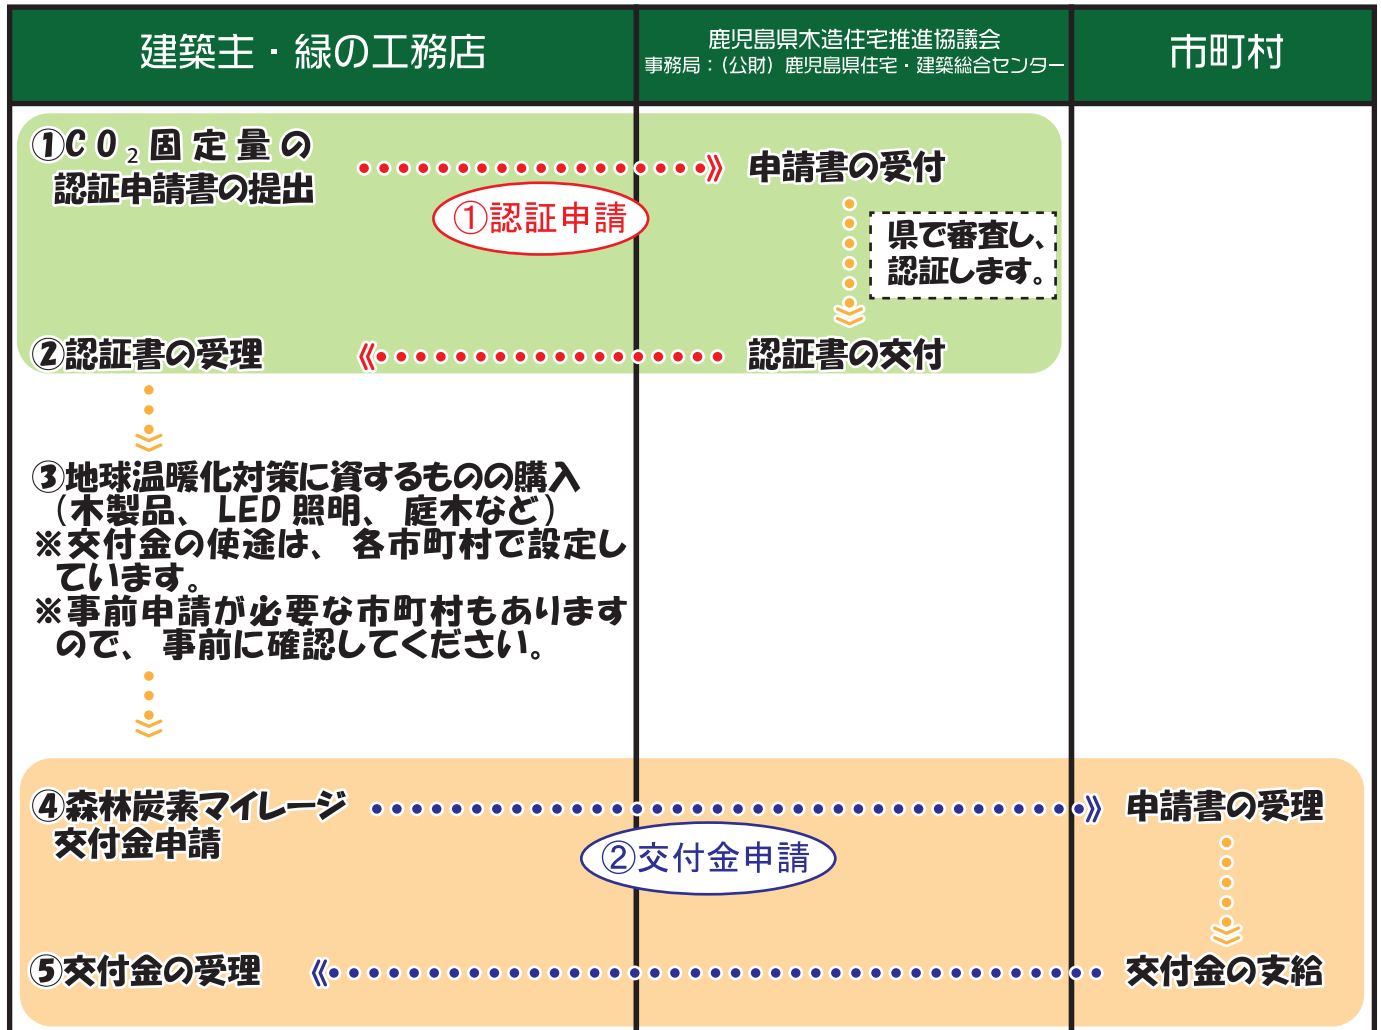 建築主・緑の工務店
鹿児島県木造住宅推進協議会
事務局：（公財）鹿児島県住宅・建築総合センター
市町村
①CO₂固定量の
認証申請書の提出
①認証申請
申請書の受付
県で審査し、
認証します。
②認証書の受理
認証書の交付
③地球温暖化対策に資するものの購入
（木製品、LED照明、庭木など）
※交付金の使途は、各市町村で設定し
ています。
※事前申請が必要な市町村もあります
ので、事前に確認してください。
④森林炭素マイレージ
交付金申請
②交付金申請
申請書の受理
⑤交付金の受理
交付金の支給